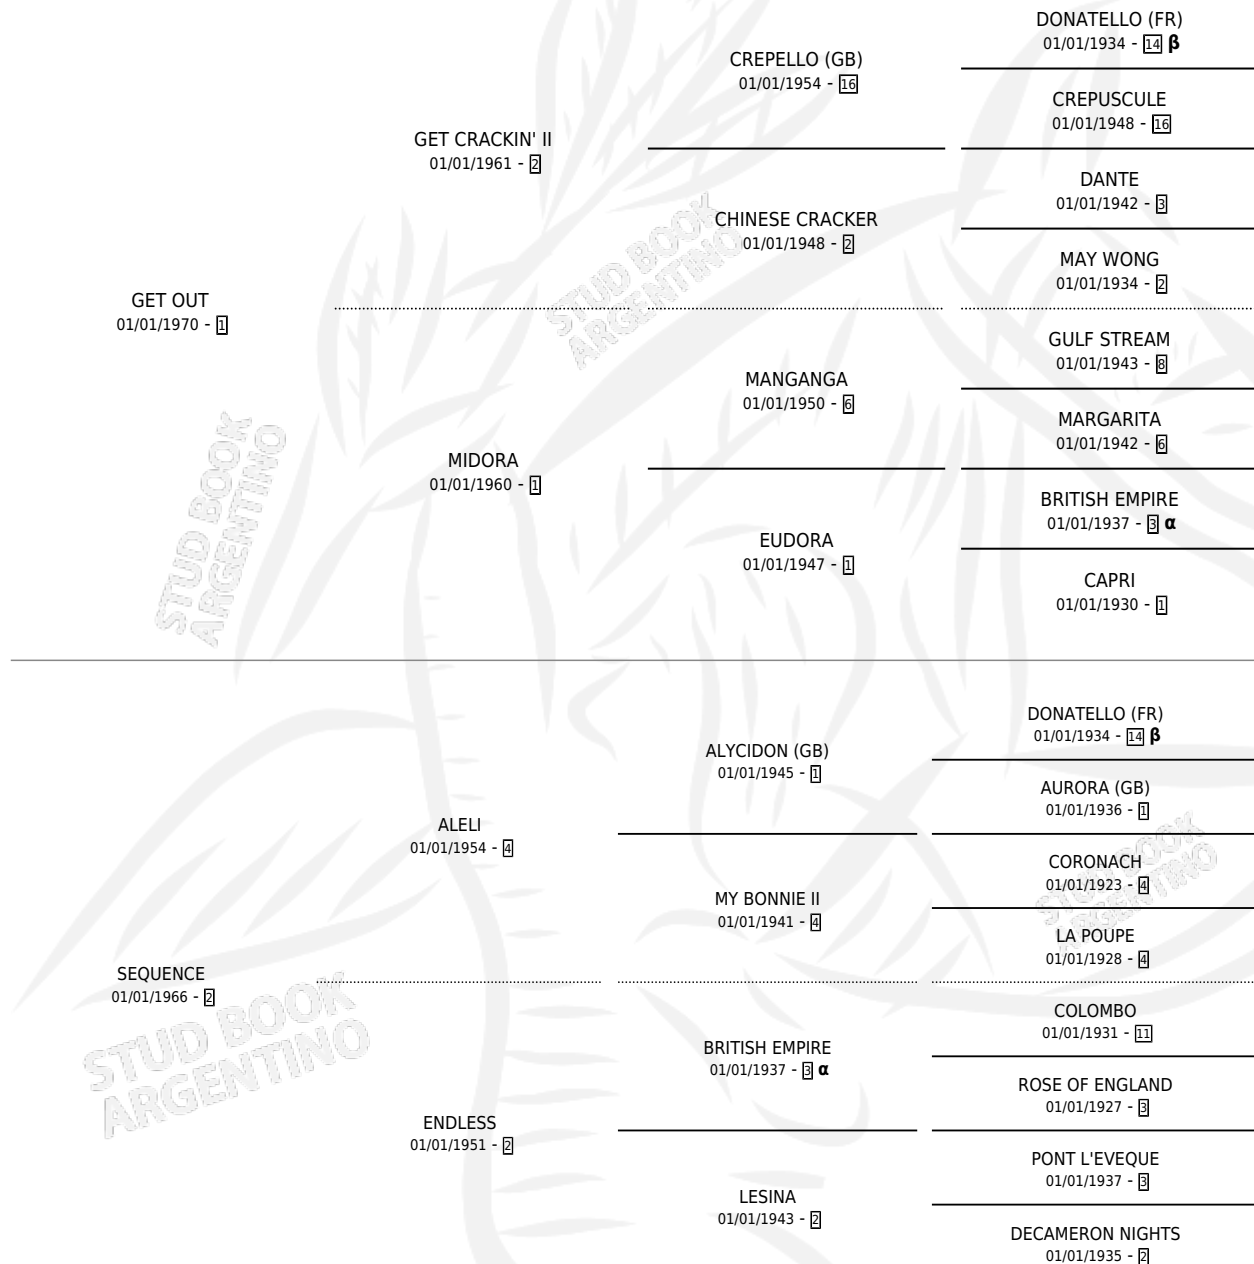 DONATELLO (FR)
01/01/1934 - 14 β
CREPELLO (GB)
01/01/1954 - 16
CREPUSCULE
01/01/1948 - 16
GET CRACKIN' II
01/01/1961 - 2
DANTE
01/01/1942 - 3
CHINESE CRACKER
01/01/1948 - 2
MAY WONG
01/01/1934 - 2
GET OUT
01/01/1970 - 1
GULF STREAM
01/01/1943 - 8
MANGANGA
01/01/1950 - 6
MARGARITA
01/01/1942 - 6
MIDORA
01/01/1960 - 1
BRITISH EMPIRE
01/01/1937 - 3 α
EUDORA
01/01/1947 - 1
CAPRI
01/01/1930 - 1
DONATELLO (FR)
01/01/1934 - 14 β
ALYCIDON (GB)
01/01/1945 - 1
AURORA (GB)
01/01/1936 - 1
ALELI
01/01/1954 - 4
CORONACH
01/01/1923 - 4
MY BONNIE II
01/01/1941 - 4
LA POUPE
01/01/1928 - 4
SEQUENCE
01/01/1966 - 2
COLOMBO
01/01/1931 - 11
BRITISH EMPIRE
01/01/1937 - 3 α
ROSE OF ENGLAND
01/01/1927 - 3
ENDLESS
01/01/1951 - 2
PONT L'EVEQUE
01/01/1937 - 3
LESINA
01/01/1943 - 2
DECAMERON NIGHTS
01/01/1935 - 2
STUD BOOK
ARGENTINO
STUD BOOK
ARGENTINO
STUD BOOK
ARGENTINO
STUD BOOK
ARGENTINO